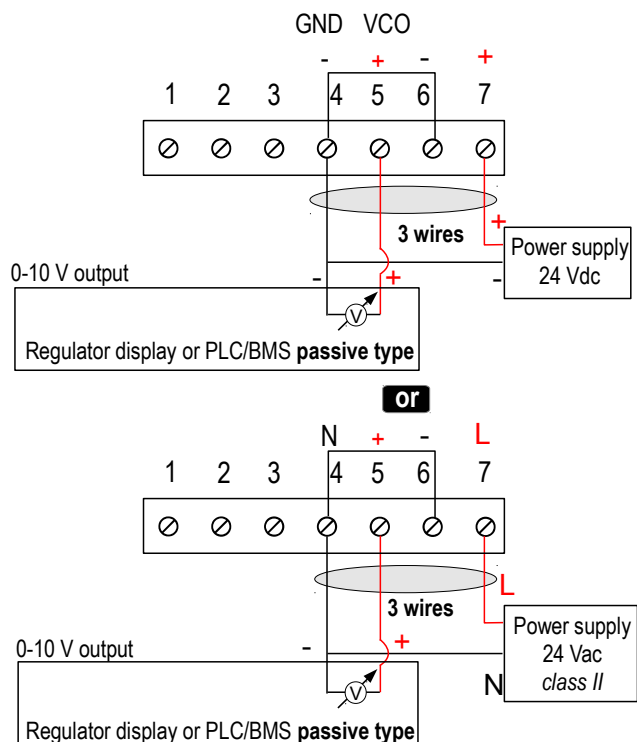 GND VCO
- + - +
1 2 3 4 5 6 7
3 wires
+
Power supply
24 Vdc
-
0-10 V output
- +
V
Regulator display or PLC/BMS passive type
or
N + - L
1 2 3 4 5 6 7
L
3 wires
Power supply
24 Vac
class II
N
0-10 V output
- +
V
Regulator display or PLC/BMS passive type